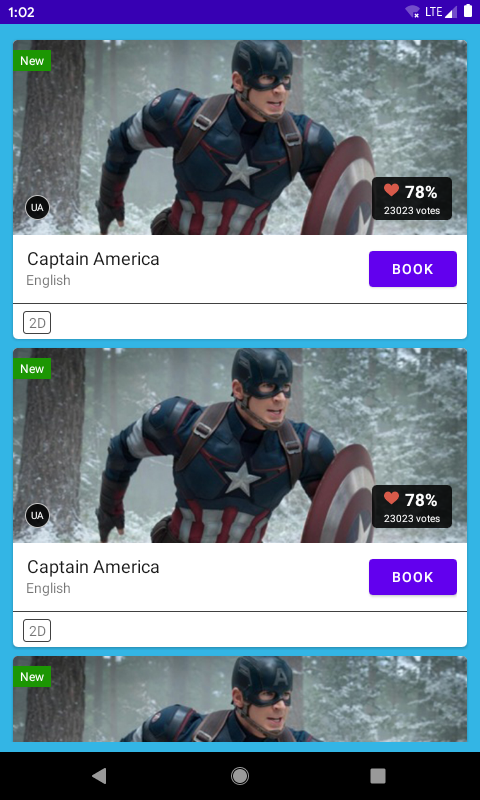 1:02
LTE
New
A
78%
23023 votes
UA
Captain America
English
BOOK
2D
New
A
78%
23023 votes
UA
Captain America
English
BOOK
2D
New
A